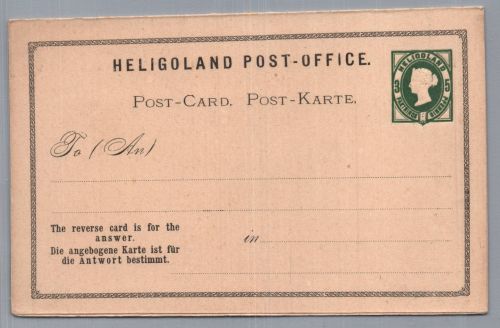 HELIGOLAND POST-OFFICE.
HELIGOLAND
POST-CARD. POST-KARTE.
To (An)
The reverse card is for the
answer.
in
Die angebogene Karte ist für
die Antwort bestimmt.